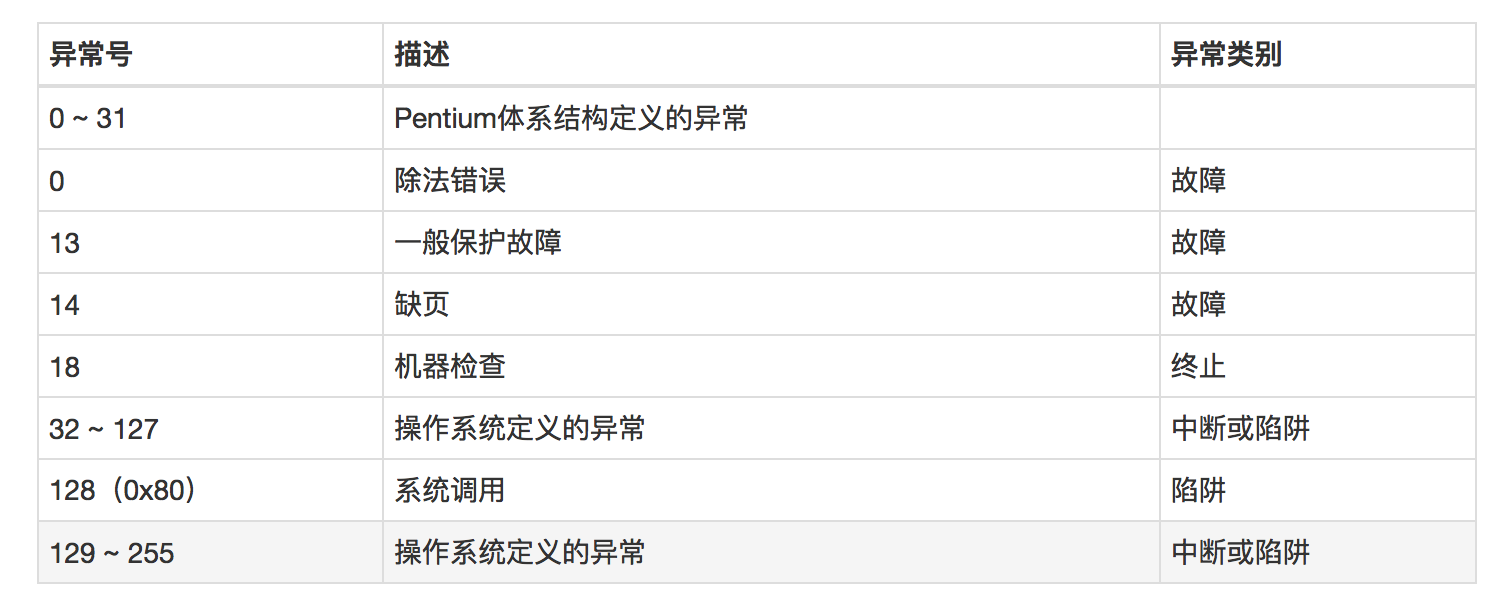 异常号 描述 异常类别
0 ~ 31 Pentium体系结构定义的异常
0 除法错误 故障
13 一般保护故障 故障
14 缺页 故障
18 机器检查 终止
32 ~ 127 操作系统定义的异常 中断或陷阱
128（0x80） 系统调用 陷阱
129 ~ 255 操作系统定义的异常 中断或陷阱